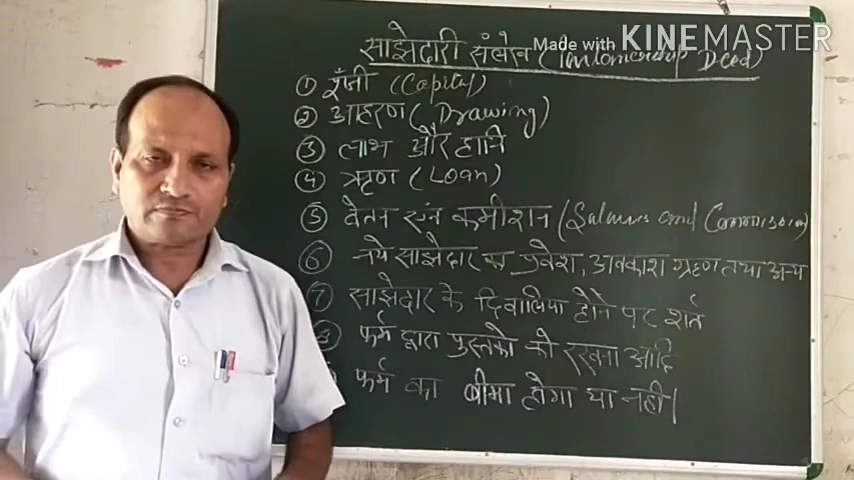 Made with KINEMASTER
साझेदारी संलेख (Partnership Deed)
① पूँजी (Capital)
② आहरण (Drawing)
③ लाभ और हानि
④ ऋण (Loan)
⑤ वेतन एवं कमीशन (Salaries and Commission)
⑥ नये साझेदार का प्रवेश, अवकाश ग्रहण तथा अन्य
⑦ साझेदार के दिवालिया होने पर शर्त
⑧ फर्म द्वारा पुस्तको को रखना आदि
फर्म का बीमा होगा या नही|